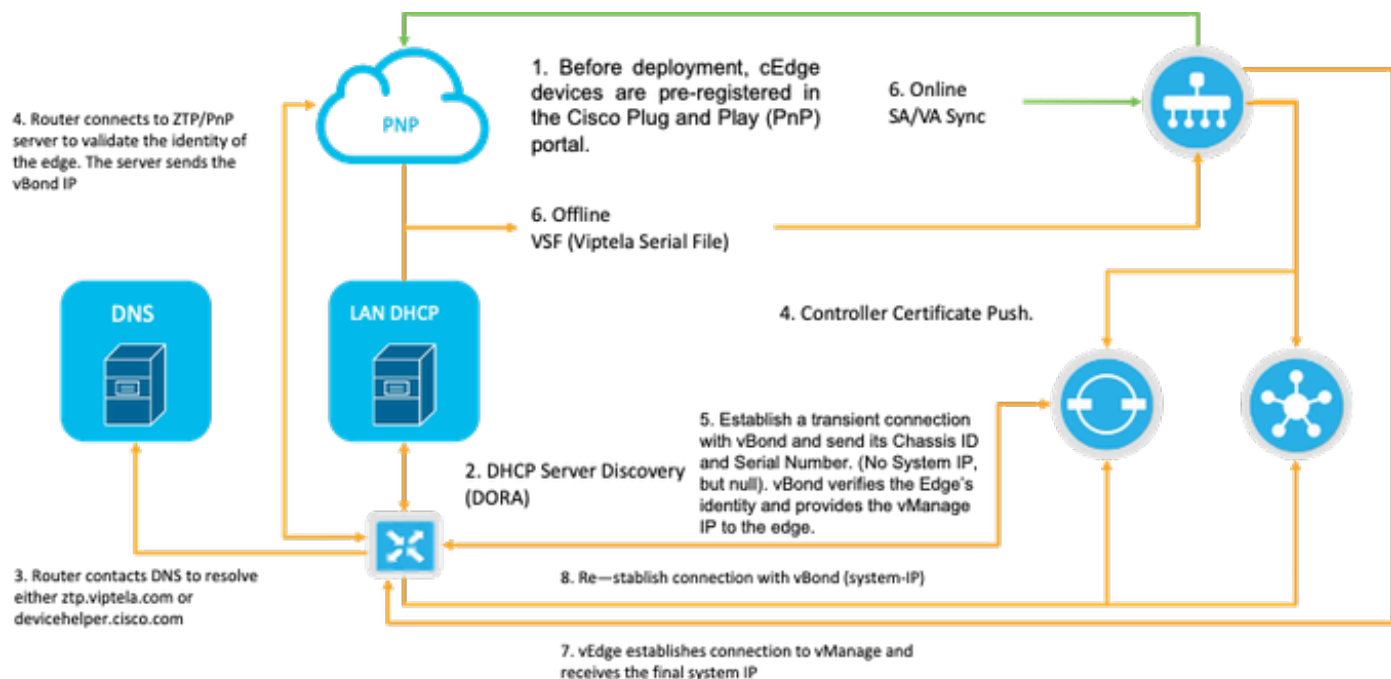 1. Before deployment, cEdge
devices are pre-registered in
the Cisco Plug and Play (PnP)
portal.
6. Online
SA/VA Sync
4. Router connects to ZTP/PnP
server to validate the identity of
the edge. The server sends the
vBond IP
PNP
6. Offline
VSF (Viptela Serial File)
DNS
LAN DHCP
4. Controller Certificate Push.
5. Establish a transient connection
with vBond and send its Chassis ID
and Serial Number. (No System IP,
but null). vBond verifies the Edge's
identity and provides the vManage
IP to the edge.
2. DHCP Server Discovery
(DORA)
3. Router contacts DNS to resolve
either ztp.viptela.com or
devicehelper.cisco.com
8. Re—stablish connection with vBond (system-IP)
7. vEdge establishes connection to vManage and
receives the final system IP